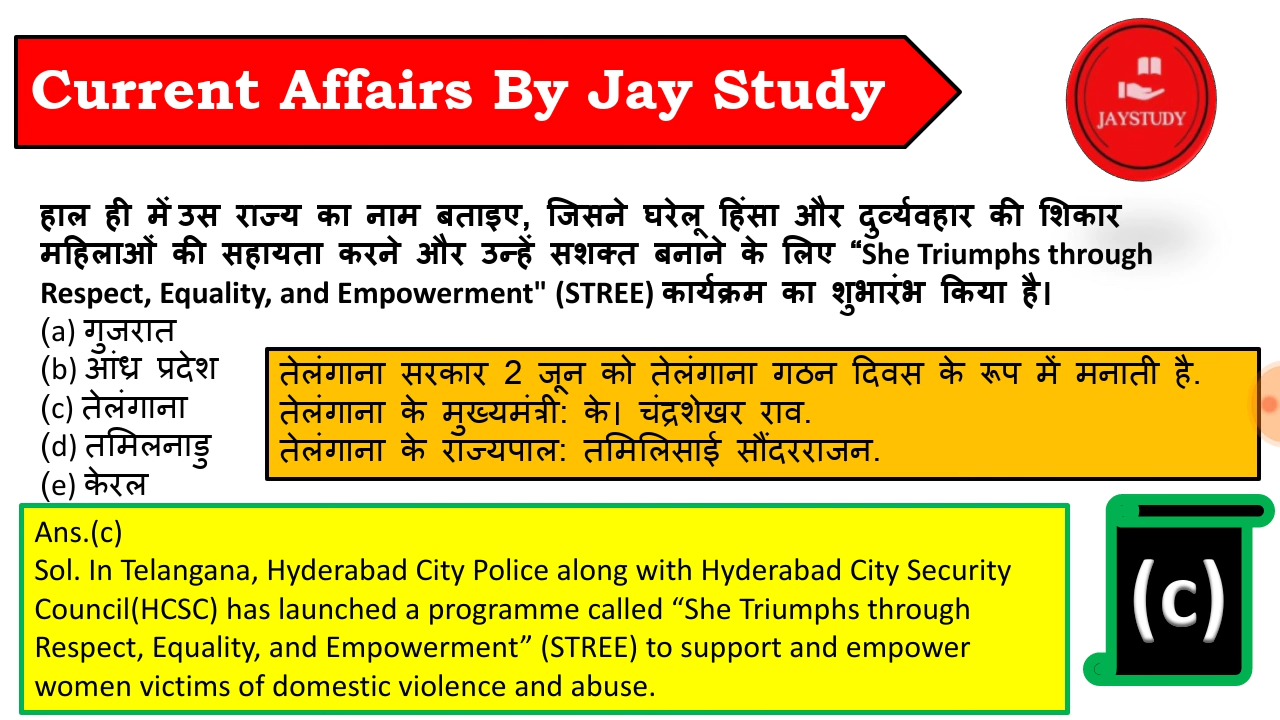 Current Affairs By Jay Study
JAYSTUDY
हाल ही में उस राज्य का नाम बताइए, जिसने घरेलू हिंसा और दुर्व्यवहार की शिकार
महिलाओं की सहायता करने और उन्हें सशक्त बनाने के लिए “She Triumphs through
Respect, Equality, and Empowerment" (STREE) कार्यक्रम का शुभारंभ किया है।
(a) गुजरात
(b) आंध्र प्रदेश
(c) तेलंगाना
(d) तमिलनाडु
(e) केरल
तेलंगाना सरकार 2 जून को तेलंगाना गठन दिवस के रूप में मनाती है.
तेलंगाना के मुख्यमंत्री: के। चंद्रशेखर राव.
तेलंगाना के राज्यपाल: तमिलिसाई सौंदरराजन.
Ans.(c)
Sol. In Telangana, Hyderabad City Police along with Hyderabad City Security
Council(HCSC) has launched a programme called “She Triumphs through
Respect, Equality, and Empowerment” (STREE) to support and empower
women victims of domestic violence and abuse.
(c)